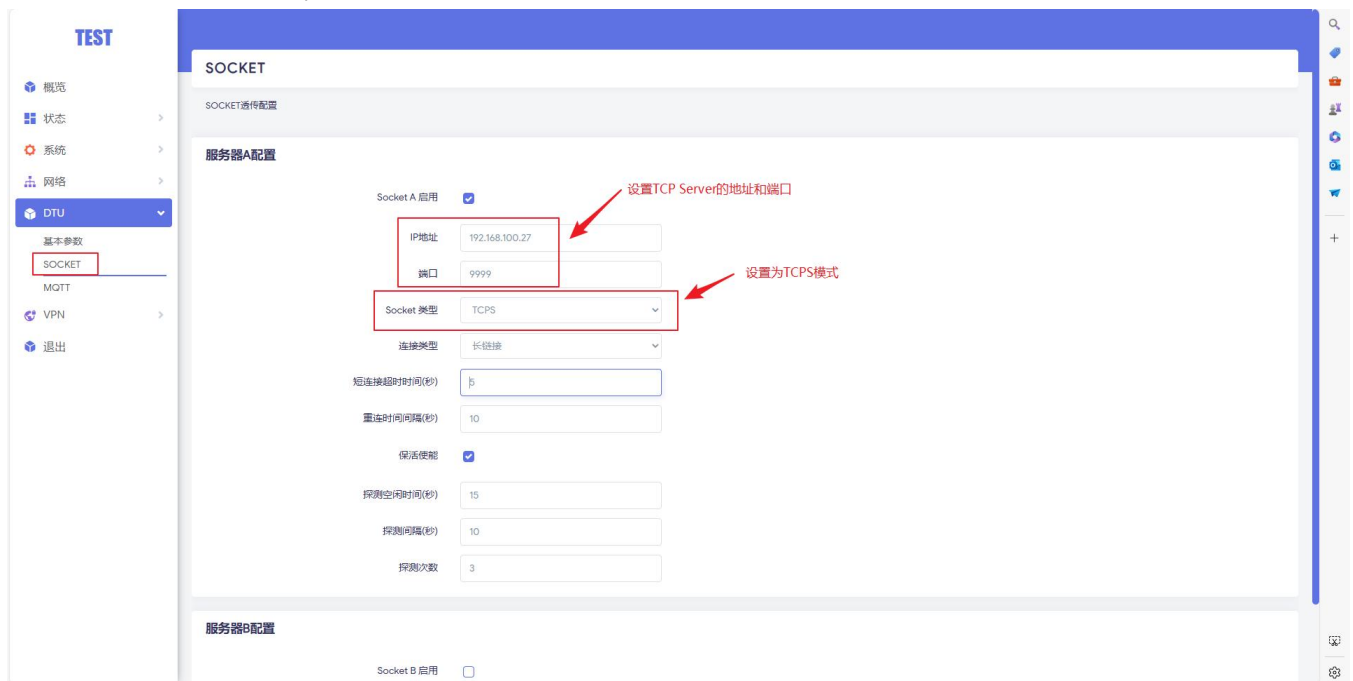 TEST
概览
状态
系统
网络
DTU
基本参数
SOCKET
MQTT
VPN
退出
SOCKET
SOCKET透传配置
服务器A配置
Socket A 启用
设置TCP Server的地址和端口
IP地址 192.168.100.27
端口 9999
设置为TCPS模式
Socket 类型 TCPS
连接类型 长链接
短连接超时时间(秒) 5
重连时间间隔(秒) 10
保活使能
探测空闲时间(秒) 15
探测间隔(秒) 10
探测次数 3
服务器B配置
Socket B 启用